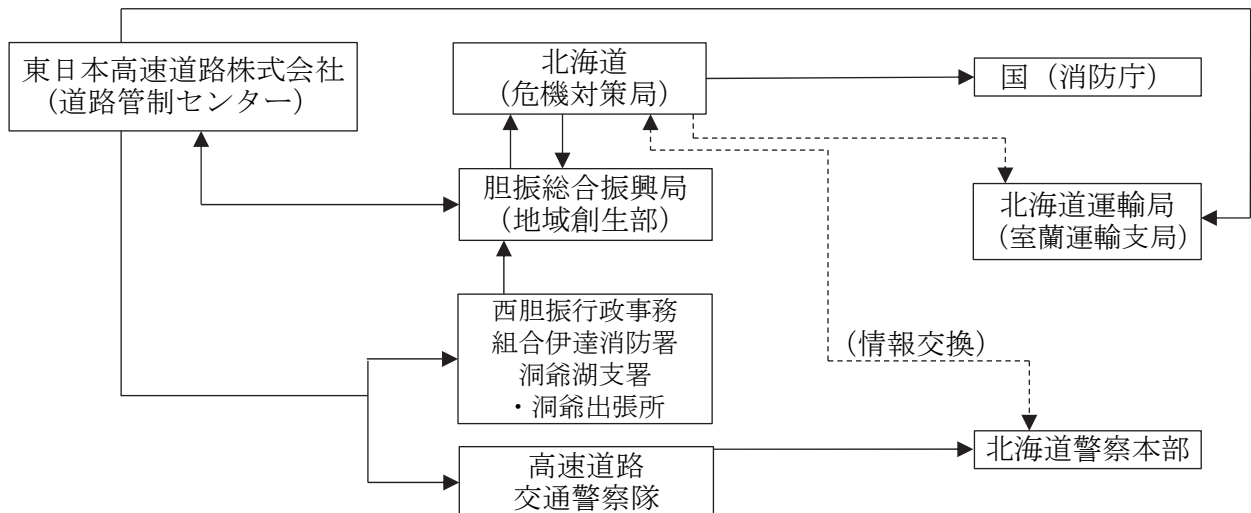 東日本高速道路株式会社
(道路管制センター)
北海道
(危機対策局)
国(消防庁)
胆振総合振興局
(地域創生部)
北海道運輸局
(室蘭運輸支局)
西胆振行政事務
組合伊達消防署
洞爺湖支署
・洞爺出張所
(情報交換)
高速道路
交通警察隊
北海道警察本部